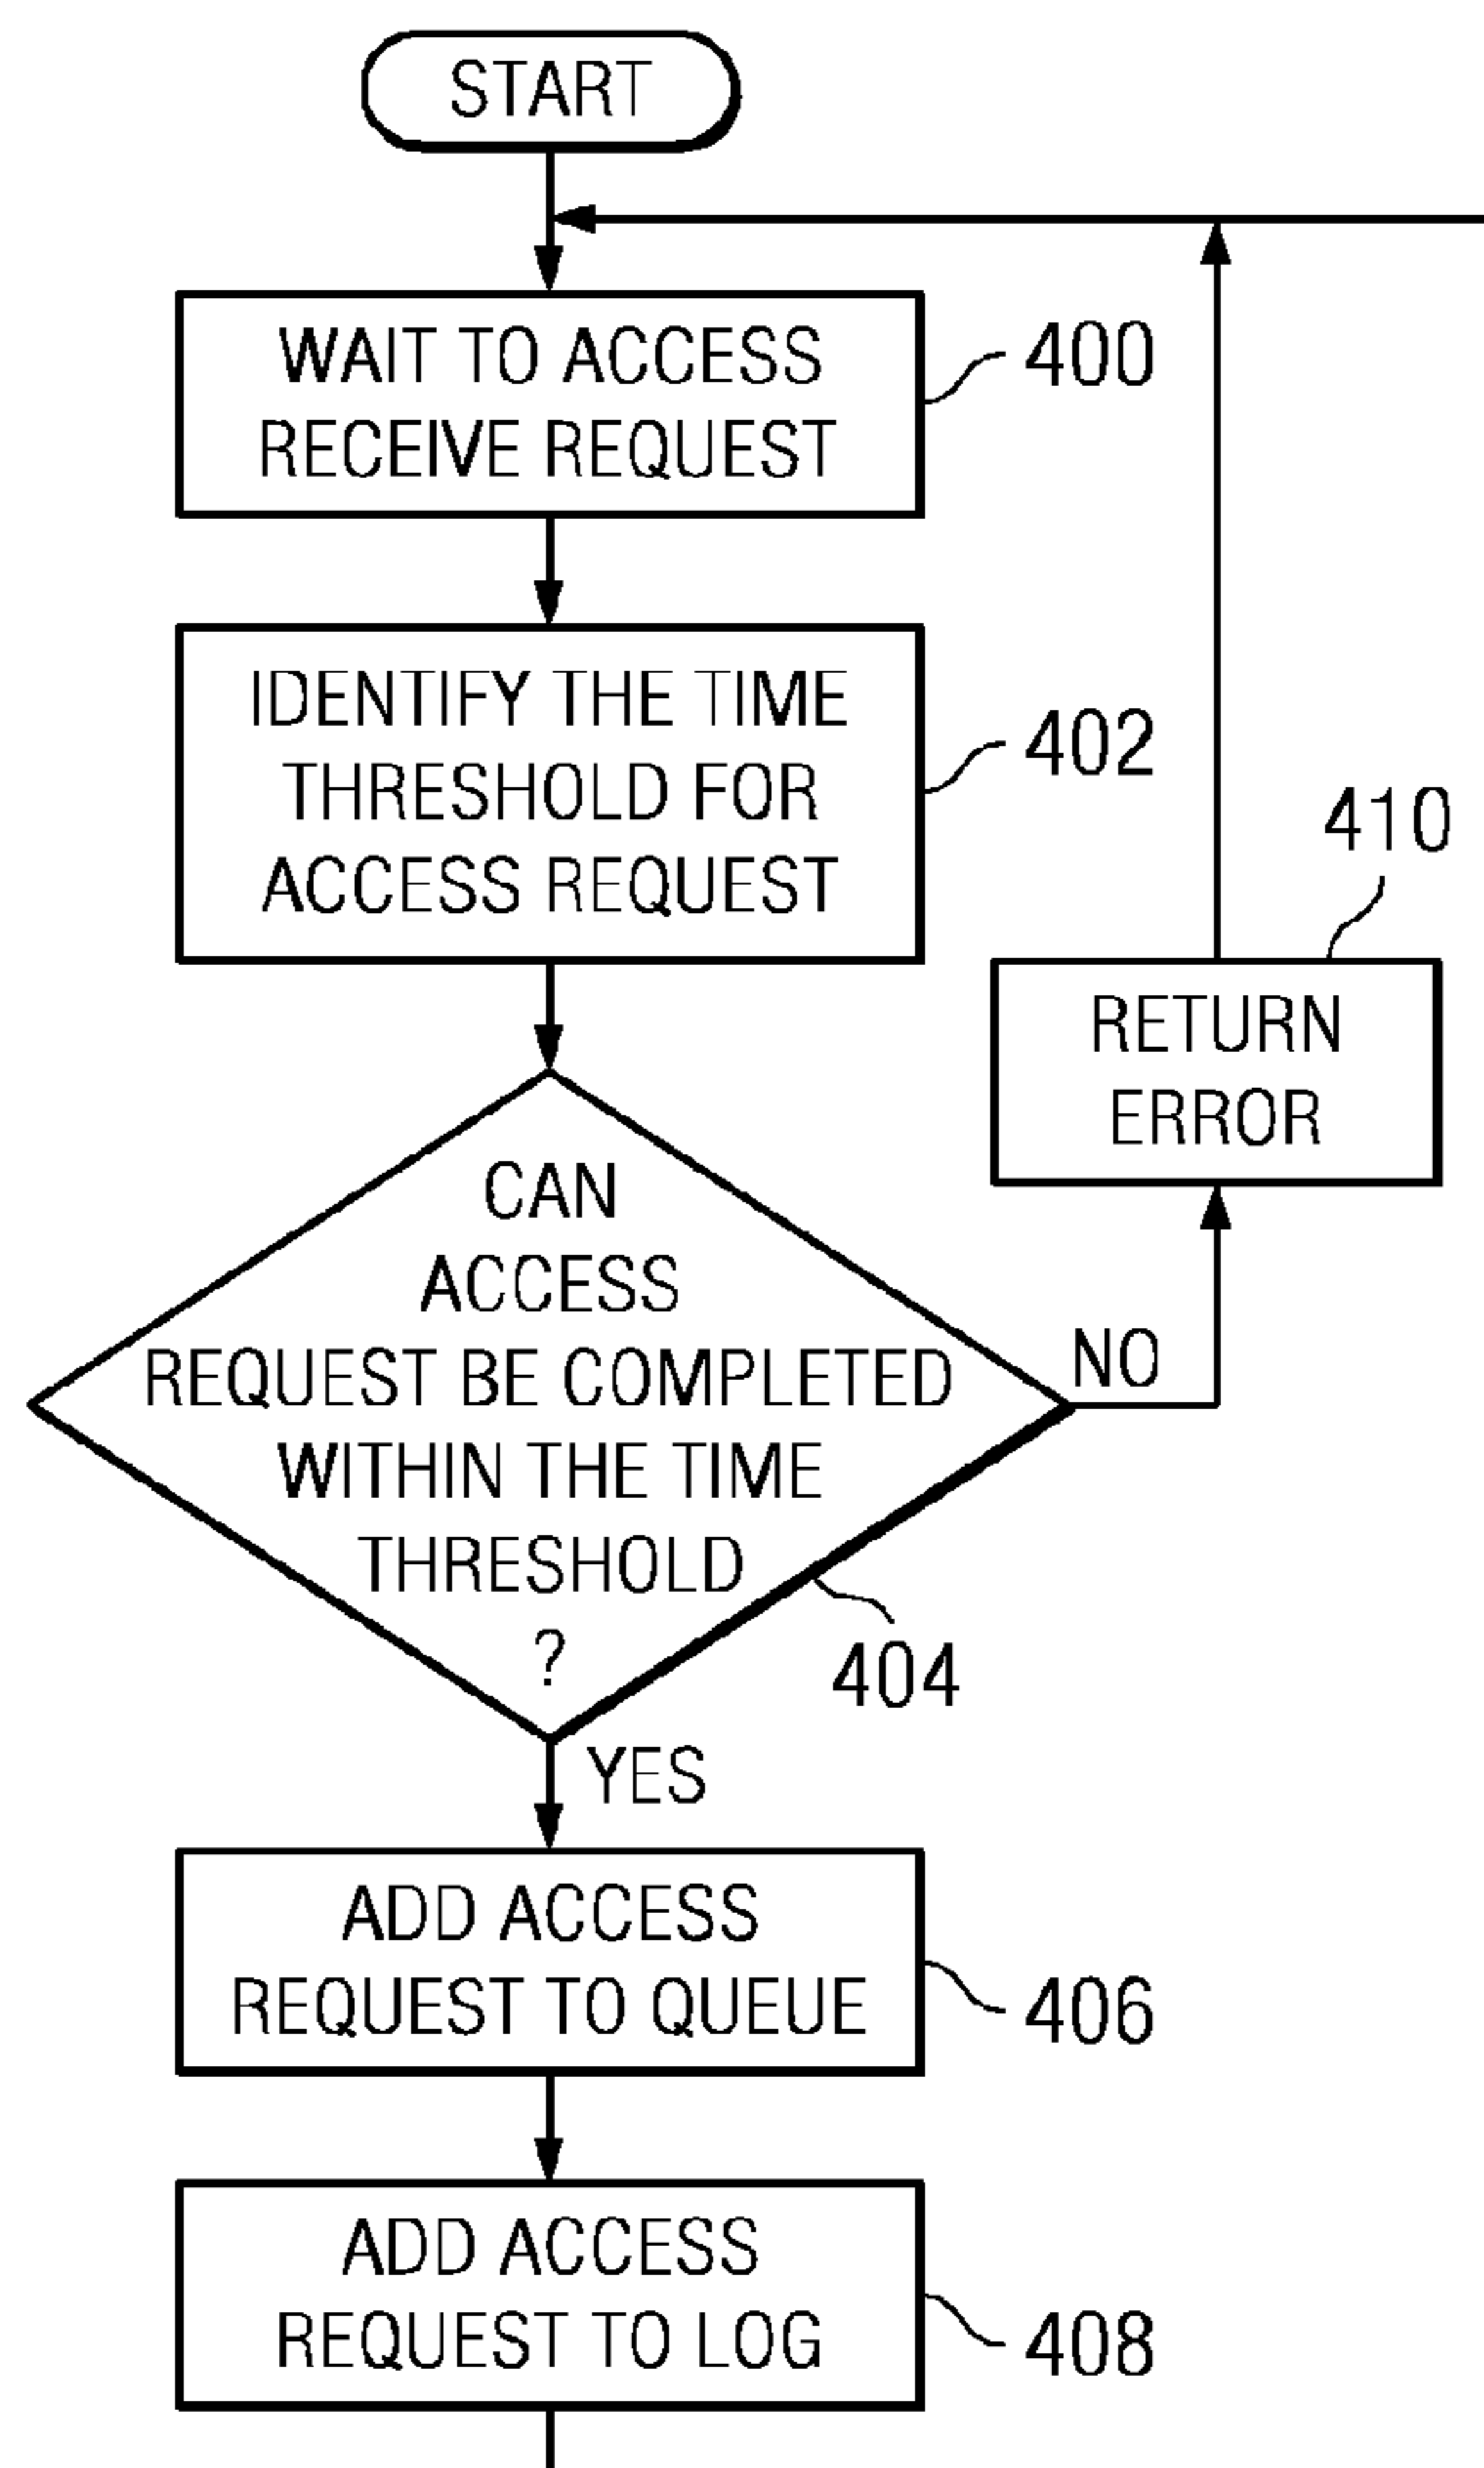 START
WAIT TO ACCESS
RECEIVE REQUEST
400
IDENTIFY THE TIME
THRESHOLD FOR
ACCESS REQUEST
402
410
RETURN
ERROR
CAN
ACCESS
REQUEST BE COMPLETED
WITHIN THE TIME
THRESHOLD
?
NO
404
YES
ADD ACCESS
REQUEST TO QUEUE
406
ADD ACCESS
REQUEST TO LOG
408